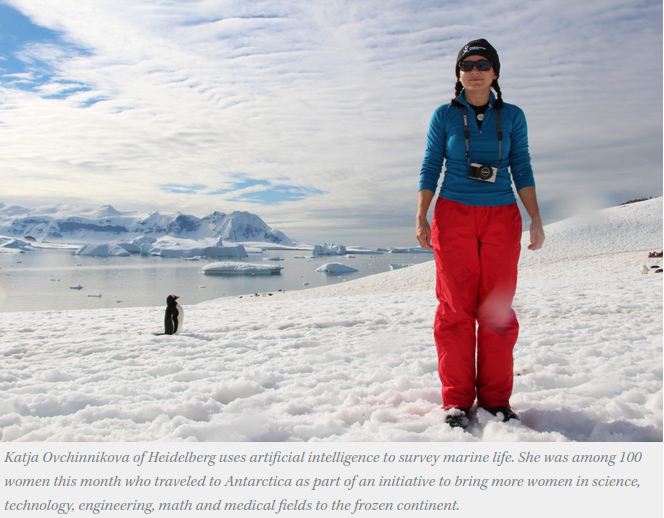 Katja Ovchinnikova of Heidelberg uses artificial intelligence to survey marine life. She was among 100
women this month who traveled to Antarctica as part of an initiative to bring more women in science,
technology, engineering, math and medical fields to the frozen continent.